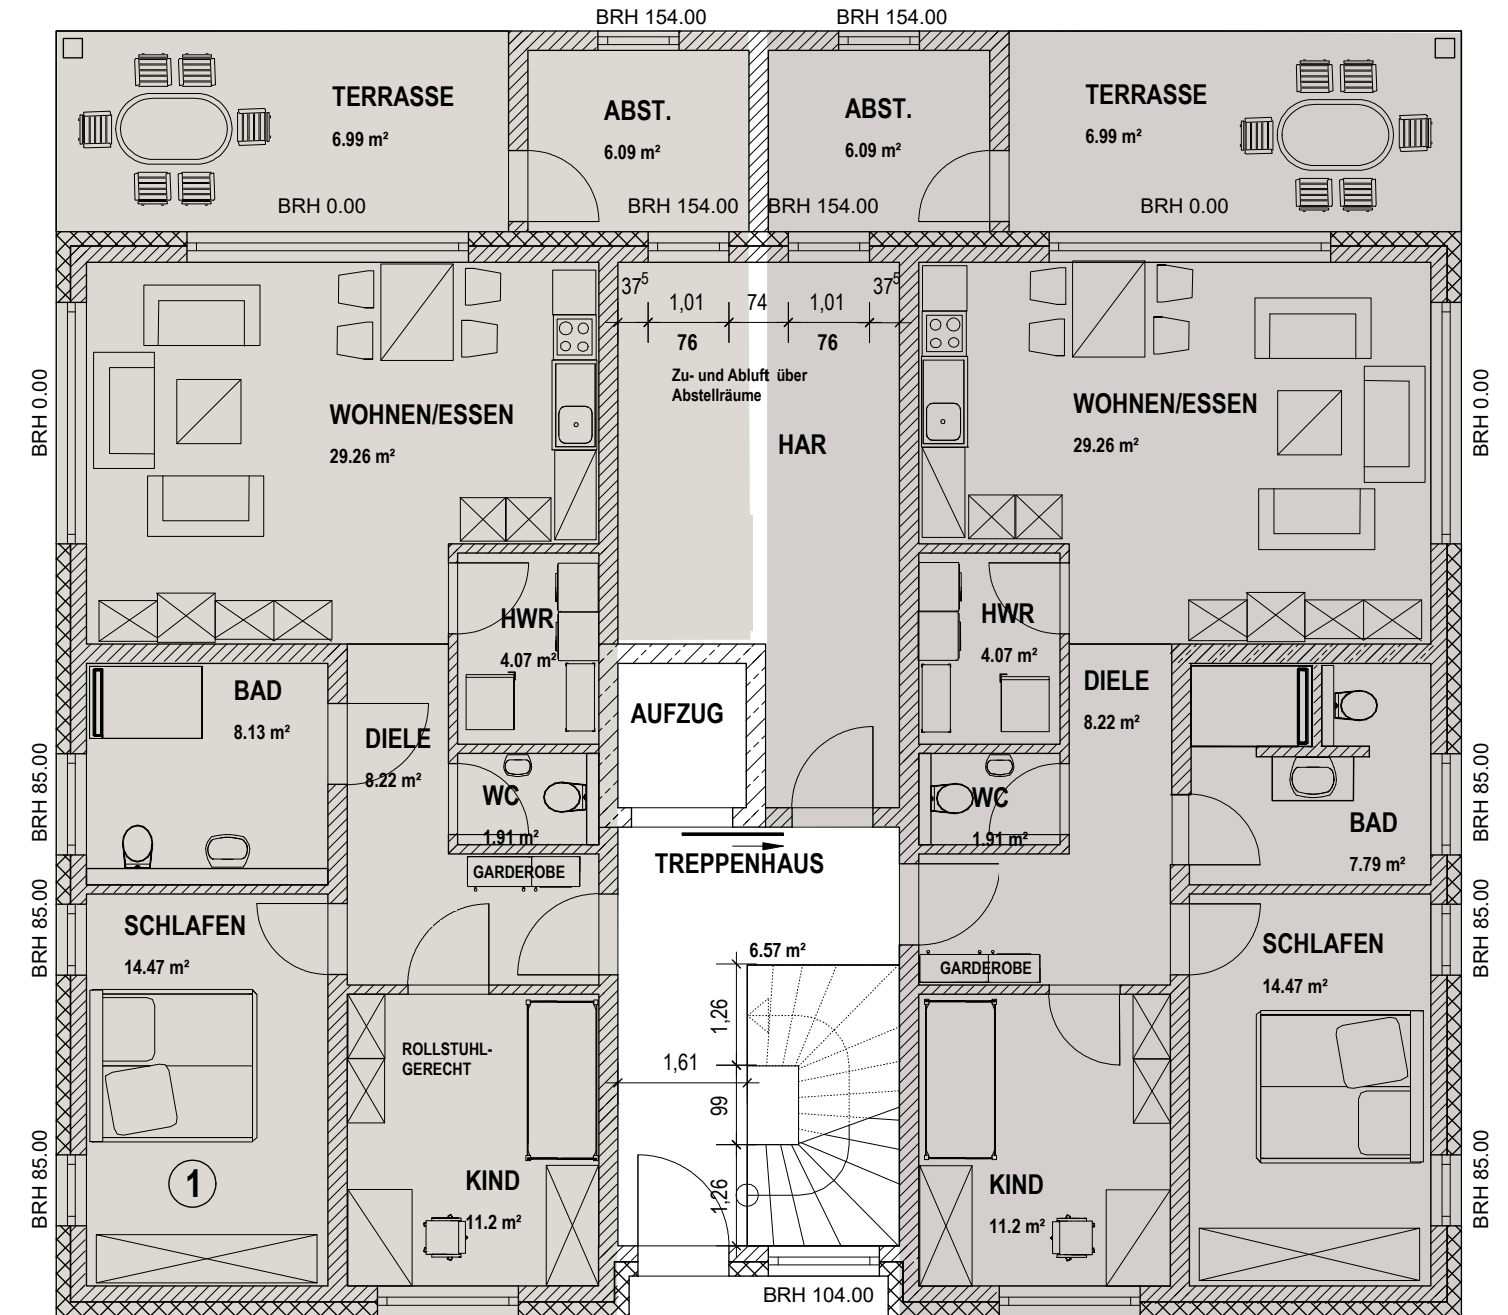 BRH 154.00
BRH 154.00
TERRASSE
6.99 m²
ABST.
6.09 m²
ABST.
6.09 m²
TERRASSE
6.99 m²
BRH 0.00
BRH 154.00
BRH 154.00
BRH 0.00
37⁵
1,01
74
1,01
37⁵
76
76
Zu- und Abluft über
Abstellräume
BRH 0.00
WOHNEN/ESSEN
29.26 m²
HAR
WOHNEN/ESSEN
29.26 m²
BRH 0.00
HWR
4.07 m²
HWR
4.07 m²
BAD
8.13 m²
DIELE
8.22 m²
AUFZUG
DIELE
8.22 m²
BRH 85.00
WC
1.91 m²
WC
1.91 m²
BAD
7.79 m²
BRH 85.00
GARDEROBE
TREPPENHAUS
6.57 m²
GARDEROBE
BRH 85.00
SCHLAFEN
14.47 m²
SCHLAFEN
14.47 m²
BRH 85.00
ROLLSTUHL-
GERECHT
1,26
1,61
99
1,26
BRH 85.00
1
KIND
11.2 m²
KIND
11.2 m²
BRH 85.00
BRH 104.00